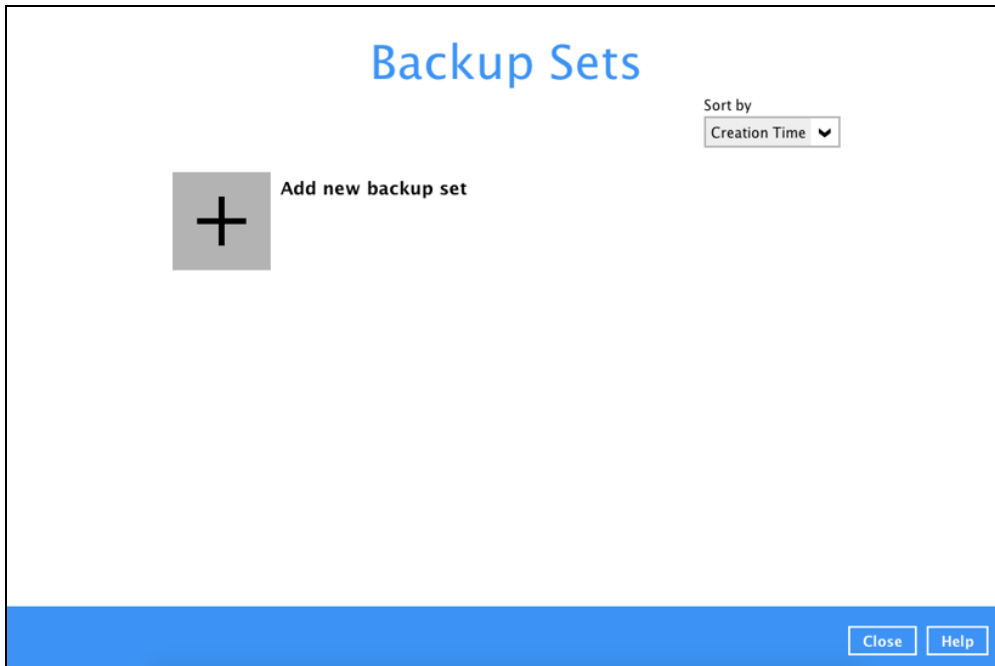 Backup Sets
Sort by
Creation Time
Add new backup set
Close
Help